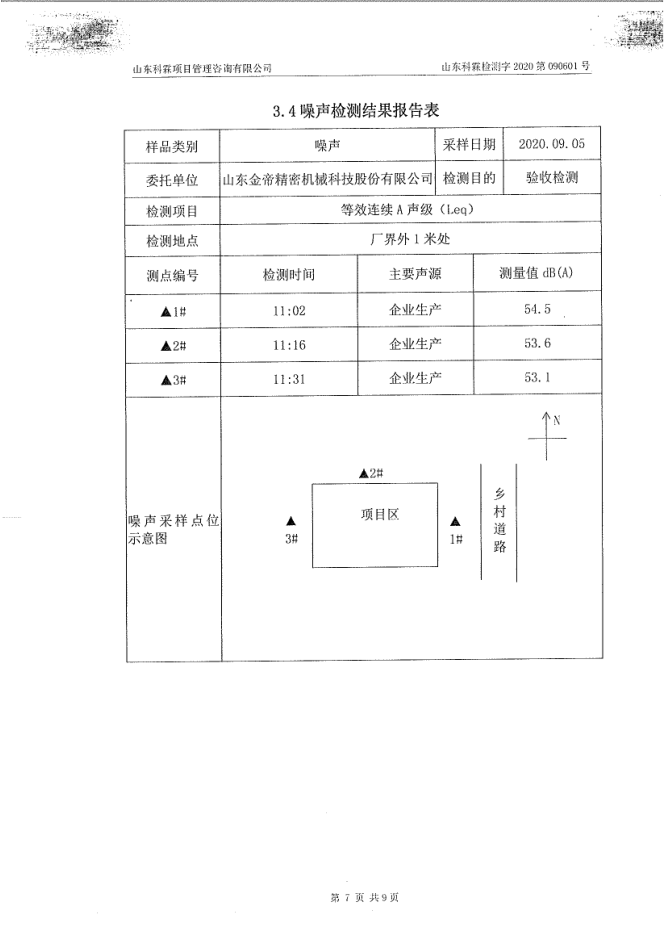 山东科霖项目管理咨询有限公司 山东科霖检测字 2020 第 090601 号
3.4 噪声检测结果报告表
样品类别 噪声 采样日期 2020.09.05
委托单位 山东金帝精密机械科技股份有限公司 检测目的 验收检测
检测项目 等效连续 A 声级（Leq）
检测地点 厂界外 1 米处
测点编号 检测时间 主要声源 测量值 dB(A)
▲1# 11:02 企业生产 54.5
▲2# 11:16 企业生产 53.6
▲3# 11:31 企业生产 53.1
N
▲2#
项目区
乡村道路
▲
3#
▲
1#
噪声采样点位
示意图
第 7 页 共 9 页